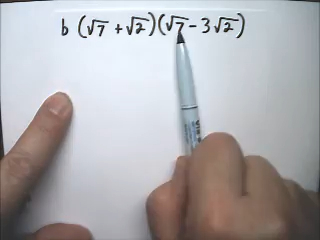 b (√7 + √2)(√7 - 3√2)